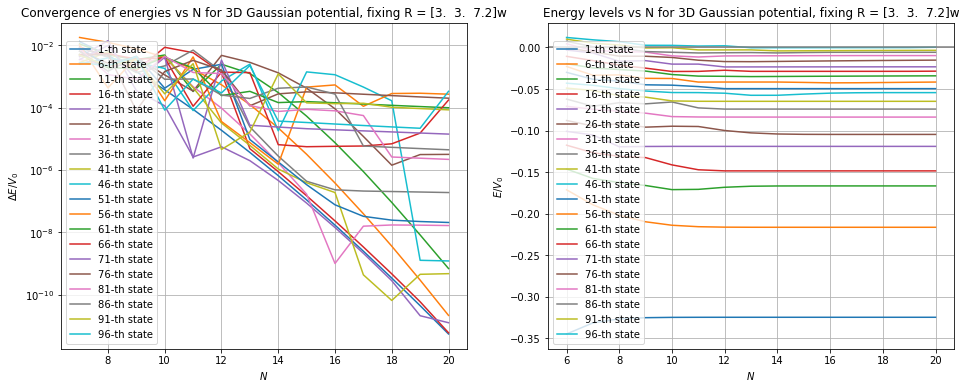 Convergence of energies vs N for 3D Gaussian potential, fixing R = [3. 3. 7.2]w
10⁻²
10⁻⁴
10⁻⁶
10⁻⁸
10⁻¹⁰
ΔE/V₀
1-th state
6-th state
11-th state
16-th state
21-th state
26-th state
31-th state
36-th state
41-th state
46-th state
51-th state
56-th state
61-th state
66-th state
71-th state
76-th state
81-th state
86-th state
91-th state
96-th state
8 10 12 14 16 18 20
N
Energy levels vs N for 3D Gaussian potential, fixing R = [3. 3. 7.2]w
0.00
−0.05
−0.10
−0.15
−0.20
−0.25
−0.30
−0.35
E/V₀
1-th state
6-th state
11-th state
16-th state
21-th state
26-th state
31-th state
36-th state
41-th state
46-th state
51-th state
56-th state
61-th state
66-th state
71-th state
76-th state
81-th state
86-th state
91-th state
96-th state
6 8 10 12 14 16 18 20
N